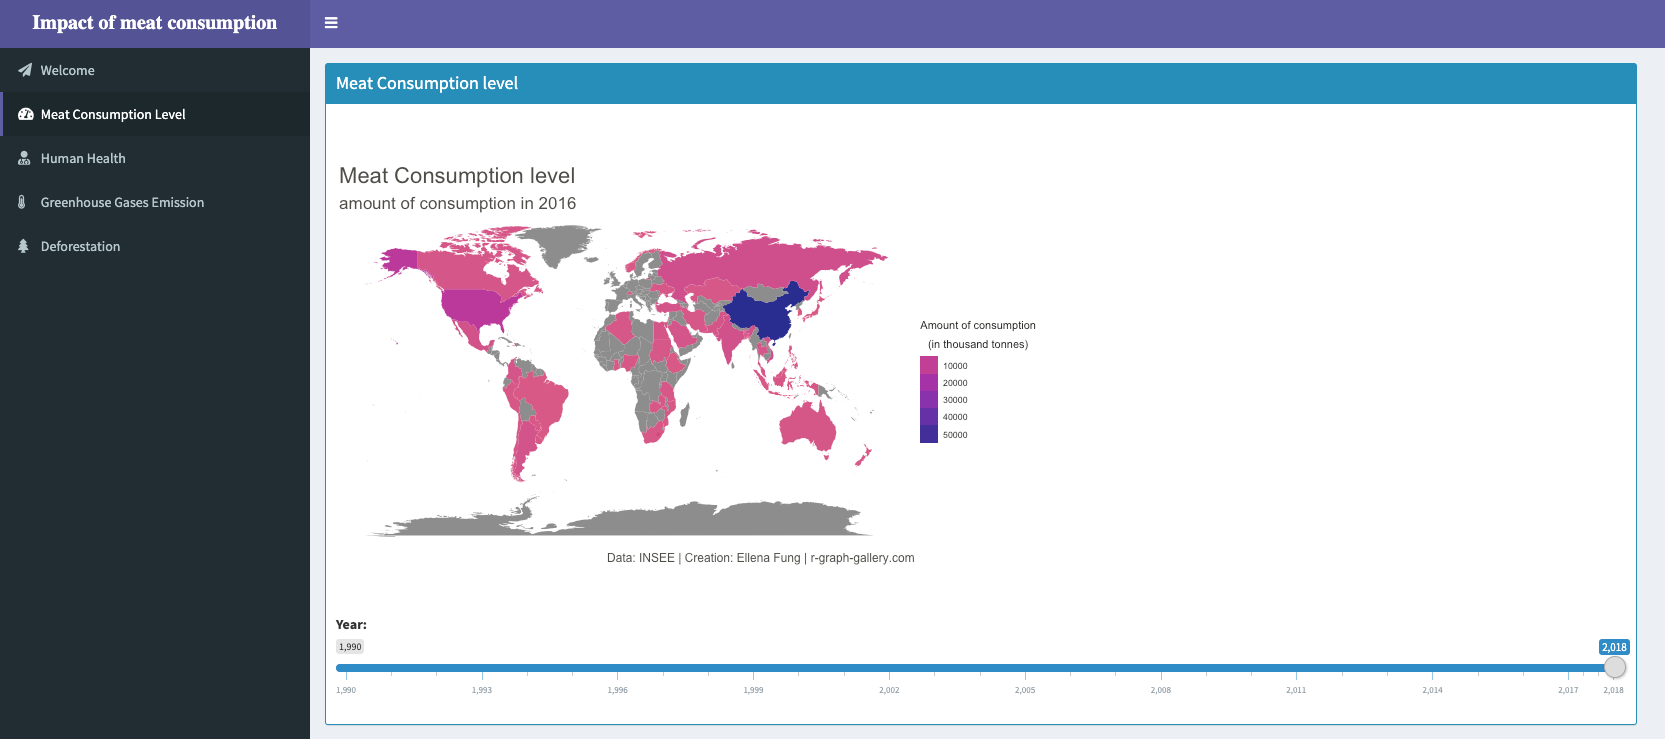 Impact of meat consumption
Welcome
Meat Consumption Level
Human Health
Greenhouse Gases Emission
Deforestation
Meat Consumption level
Meat Consumption level
amount of consumption in 2016
Amount of consumption
(in thousand tonnes)
10000
20000
30000
40000
50000
Data: INSEE | Creation: Ellena Fung | r-graph-gallery.com
Year:
1,990 2,018
1,990 1,993 1,996 1,999 2,002 2,005 2,008 2,011 2,014 2,017 2,018